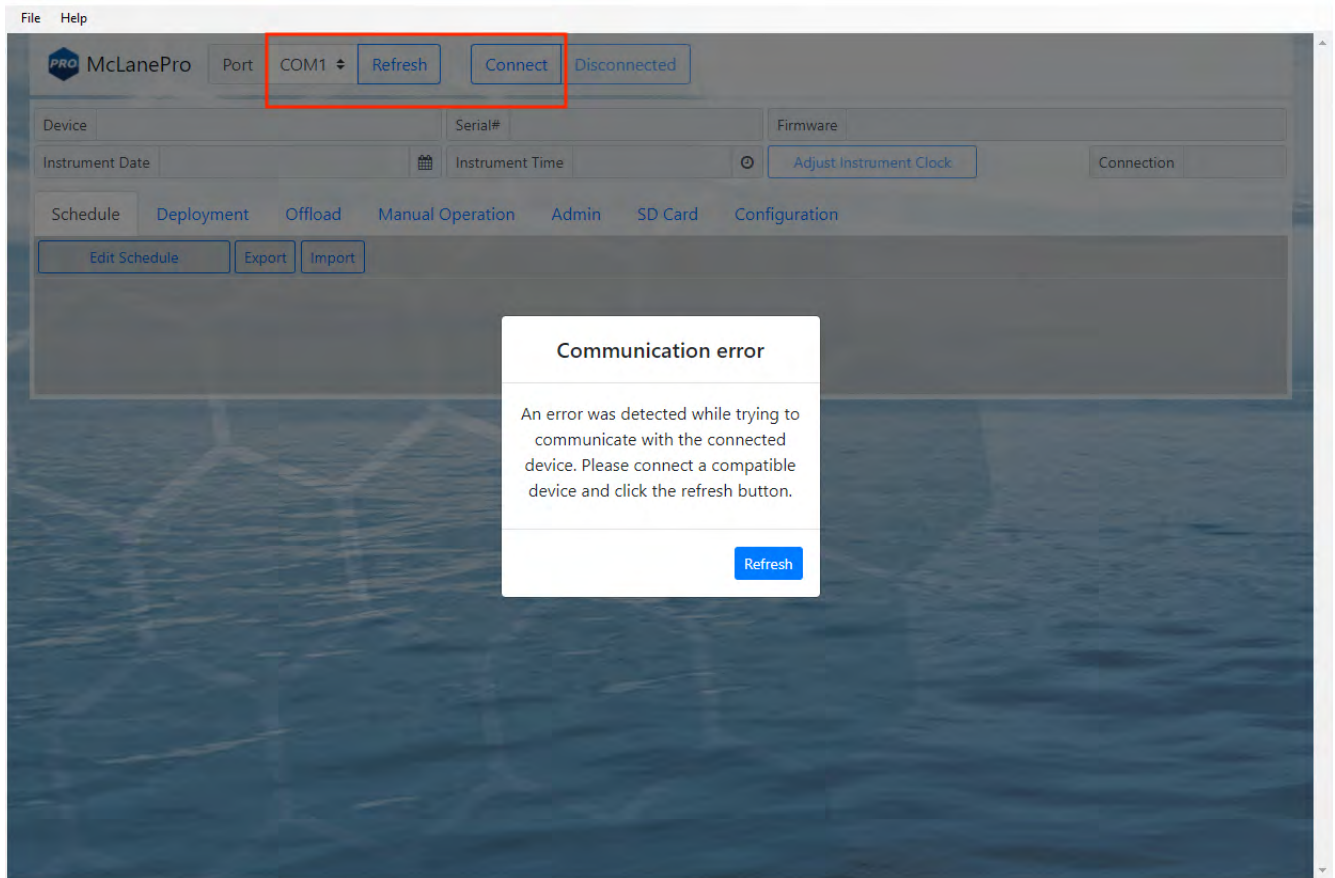 File Help
PRO McLanePro Port COM1 Refresh Connect Disconnected
Device Serial# Firmware
Instrument Date Instrument Time Adjust Instrument Clock Connection
Schedule Deployment Offload Manual Operation Admin SD Card Configuration
Edit Schedule Export Import
Communication error
An error was detected while trying to
communicate with the connected
device. Please connect a compatible
device and click the refresh button.
Refresh